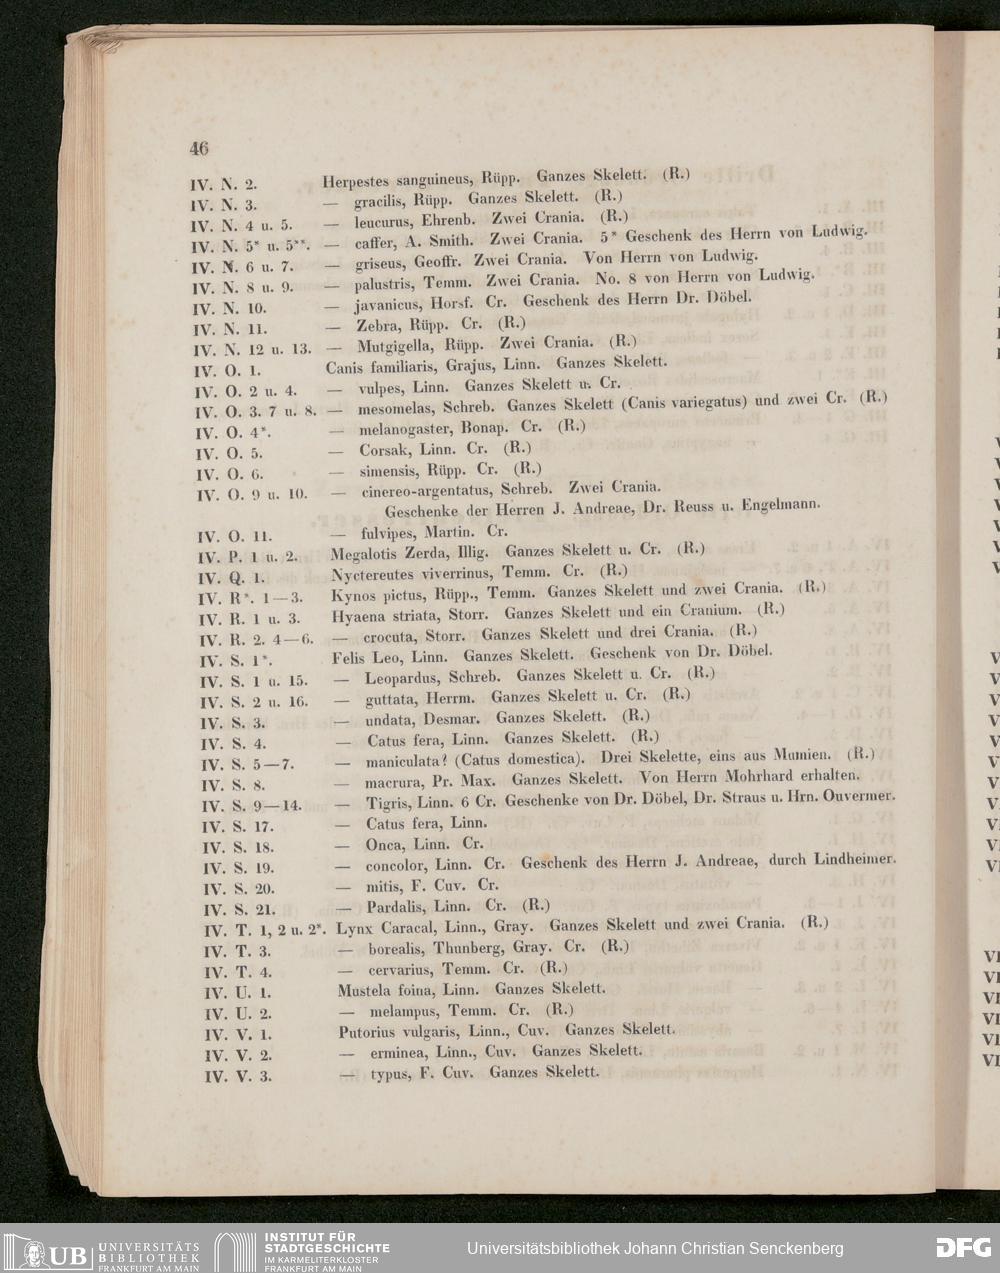 46
IV. N. 2. Herpestes sanguineus, Rüpp. Ganzes Skelett. (R.)
IV. N. 3. — gracilis, Rüpp. Ganzes Skelett. (R.)
IV. N. 4 u. 5. — leucurus, Ehrenb. Zwei Crania. (R.)
IV. N. 5* u. 5**. — caffer, A. Smith. Zwei Crania. 5* Geschenk des Herrn von Ludwig.
IV. N. 6 u. 7. — griseus, Geoffr. Zwei Crania. Von Herrn von Ludwig.
IV. N. 8 u. 9. — palustris, Temm. Zwei Crania. No. 8 von Herrn von Ludwig.
IV. N. 10. — javanicus, Horsf. Cr. Geschenk des Herrn Dr. Döbel.
IV. N. 11. — Zebra, Rüpp. Cr. (R.)
IV. N. 12 u. 13. — Mutgigella, Rüpp. Zwei Crania. (R.)
IV. O. 1. Canis familiaris, Grajus, Linn. Ganzes Skelett.
IV. O. 2 u. 4. — vulpes, Linn. Ganzes Skelett u. Cr.
IV. O. 3. 7 u. 8. — mesomelas, Schreb. Ganzes Skelett (Canis variegatus) und zwei Cr. (R.)
IV. O. 4*. — melanogaster, Bonap. Cr. (R.)
IV. O. 5. — Corsak, Linn. Cr. (R.)
IV. O. 6. — simensis, Rüpp. Cr. (R.)
IV. O. 9 u. 10. — cinereo-argentatus, Schreb. Zwei Crania.
Geschenke der Herren J. Andreae, Dr. Reuss u. Engelmann.
IV. O. 11. — fulvipes, Martin. Cr.
IV. P. 1 u. 2. Megalotis Zerda, Illig. Ganzes Skelett u. Cr. (R.)
IV. Q. 1. Nyctereutes viverrinus, Temm. Cr. (R.)
IV. R*. 1—3. Kynos pictus, Rüpp., Temm. Ganzes Skelett und zwei Crania. (R.)
IV. R. 1 u. 3. Hyaena striata, Storr. Ganzes Skelett und ein Cranium. (R.)
IV. R. 2. 4—6. — crocuta, Storr. Ganzes Skelett und drei Crania. (R.)
IV. S. 1*. Felis Leo, Linn. Ganzes Skelett. Geschenk von Dr. Döbel.
IV. S. 1 u. 15. — Leopardus, Schreb. Ganzes Skelett u. Cr. (R.)
IV. S. 2 u. 16. — guttata, Herrm. Ganzes Skelett u. Cr. (R.)
IV. S. 3. — undata, Desmar. Ganzes Skelett. (R.)
IV. S. 4. — Catus fera, Linn. Ganzes Skelett. (R.)
IV. S. 5—7. — maniculata? (Catus domestica). Drei Skelette, eins aus Mumien. (R.)
IV. S. 8. — macrura, Pr. Max. Ganzes Skelett. Von Herrn Mohrhard erhalten.
IV. S. 9—14. — Tigris, Linn. 6 Cr. Geschenke von Dr. Döbel, Dr. Straus u. Hrn. Ouvermer.
IV. S. 17. — Catus fera, Linn.
IV. S. 18. — Onca, Linn. Cr.
IV. S. 19. — concolor, Linn. Cr. Geschenk des Herrn J. Andreae, durch Lindheimer.
IV. S. 20. — mitis, F. Cuv. Cr.
IV. S. 21. — Pardalis, Linn. Cr. (R.)
IV. T. 1, 2 u. 2*. Lynx Caracal, Linn., Gray. Ganzes Skelett und zwei Crania. (R.)
IV. T. 3. — borealis, Thunberg, Gray. Cr. (R.)
IV. T. 4. — cervarius, Temm. Cr. (R.)
IV. U. 1. Mustela foina, Linn. Ganzes Skelett.
IV. U. 2. — melampus, Temm. Cr. (R.)
IV. V. 1. Putorius vulgaris, Linn., Cuv. Ganzes Skelett.
IV. V. 2. — erminea, Linn., Cuv. Ganzes Skelett.
IV. V. 3. — typus, F. Cuv. Ganzes Skelett.
UB UNIVERSITÄTS BIBLIOTHEK FRANKFURT AM MAIN
INSTITUT FÜR STADTGESCHICHTE IM KARMELITERKLOSTER FRANKFURT AM MAIN
Universitätsbibliothek Johann Christian Senckenberg
DFG